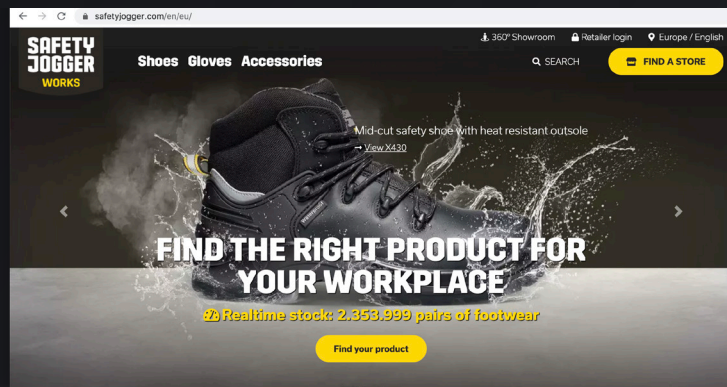 safetyjogger.com/en/eu/
360° Showroom
Retailer login
Europe / English
SAFETY
JOGGER
WORKS
Shoes Gloves Accessories
SEARCH
FIND A STORE
Mid-cut safety shoe with heat resistant outsole
→ View X430
FIND THE RIGHT PRODUCT FOR
YOUR WORKPLACE
Realtime stock: 2.353.999 pairs of footwear
Find your product